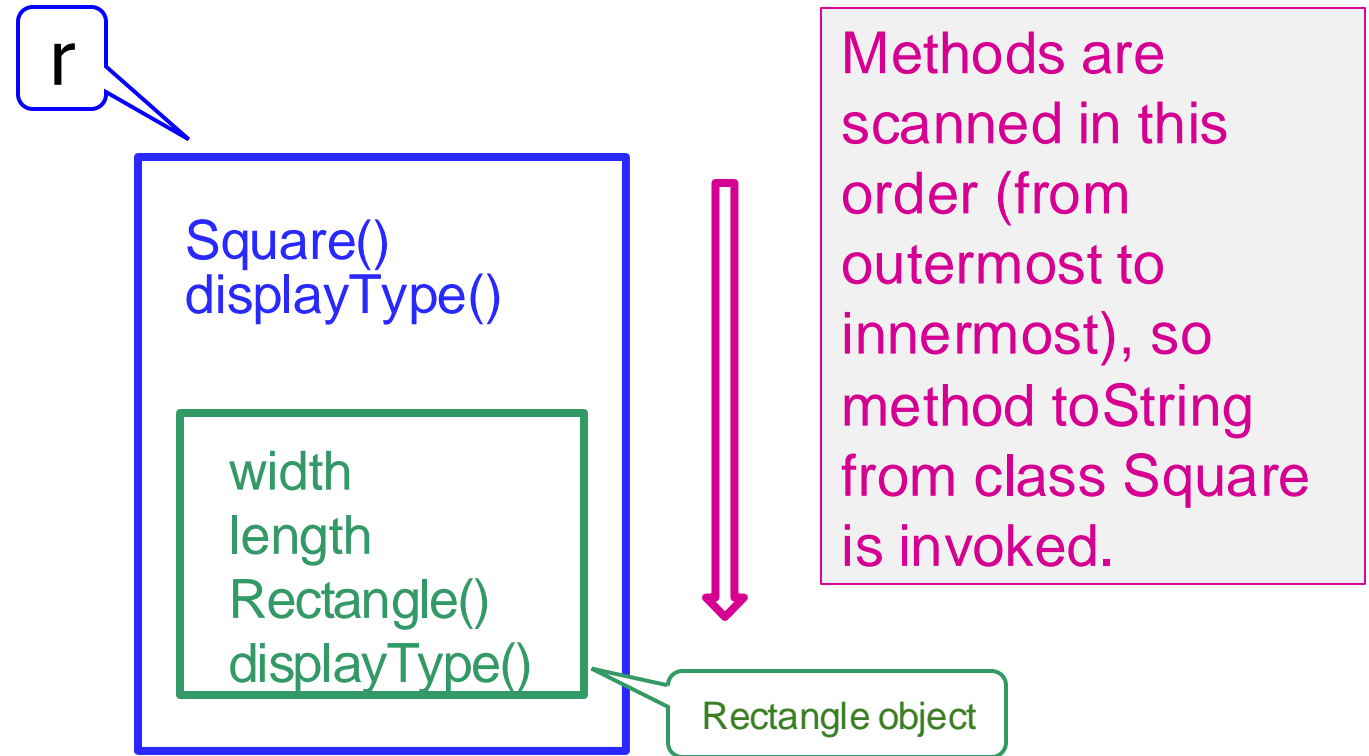 r
Square()
displayType()
width
length
Rectangle()
displayType()
Rectangle object
Methods are
scanned in this
order (from
outermost to
innermost), so
method toString
from class Square
is invoked.